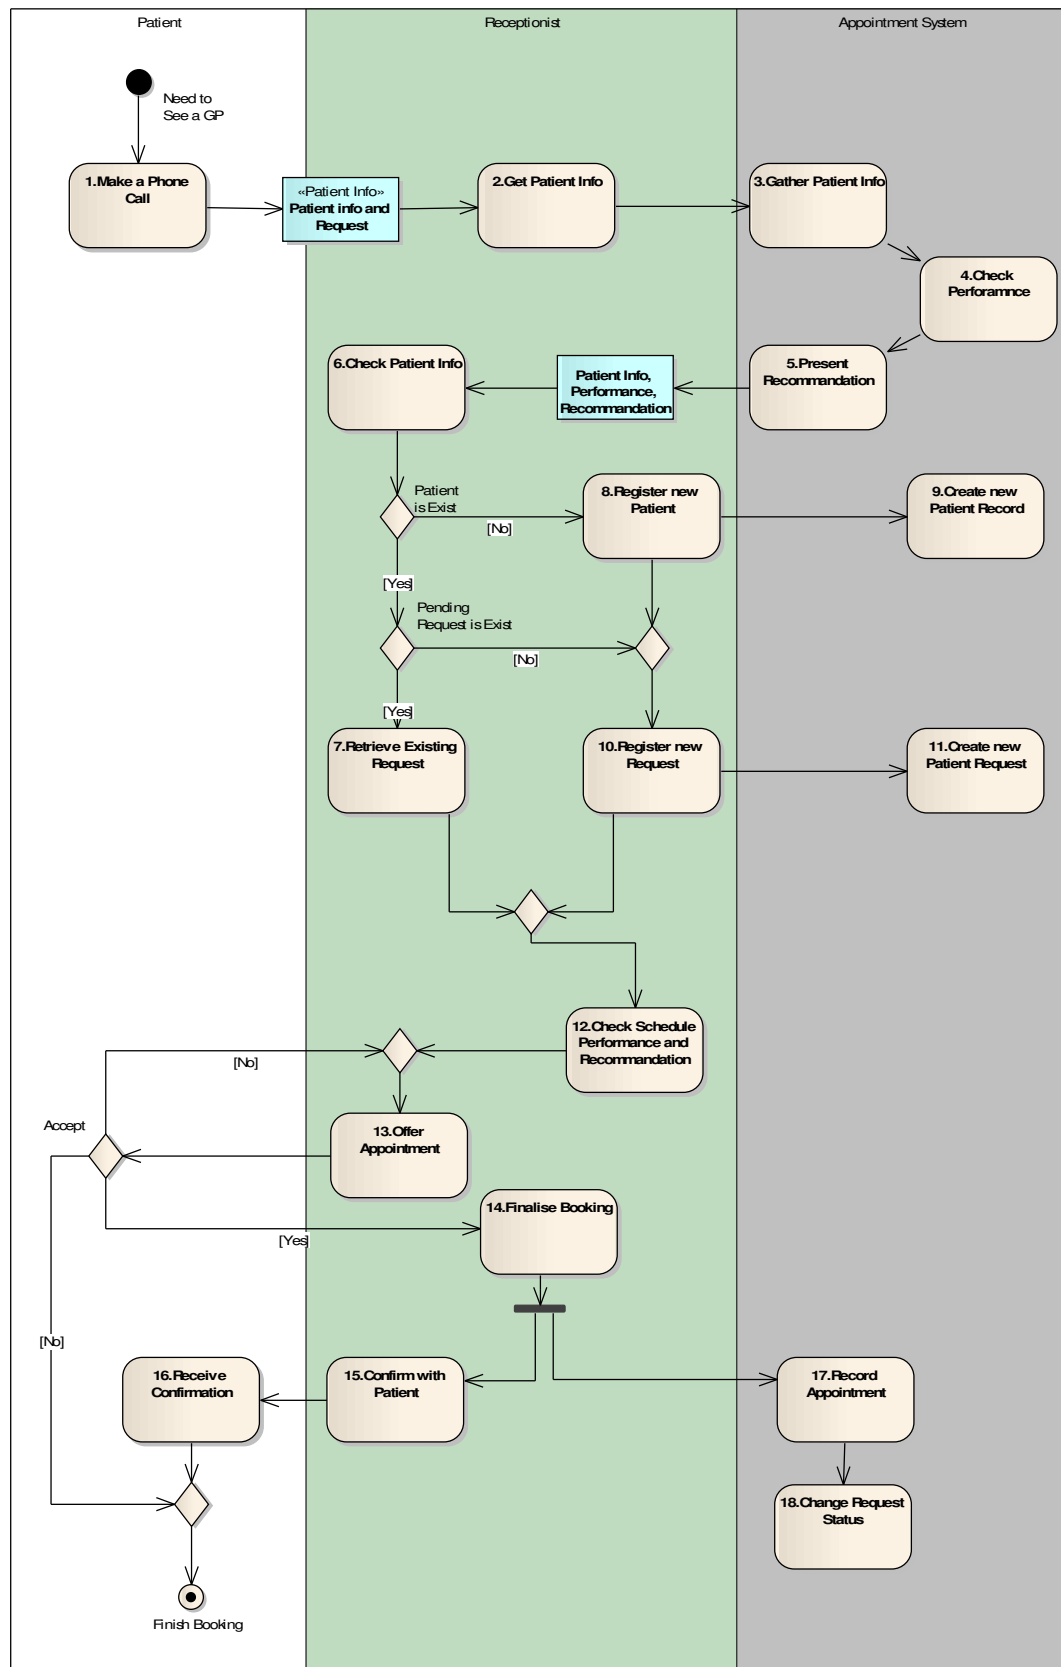 Patient
Receptionist
Appointment System
Need to
See a GP
1.Make a Phone
Call
«Patient Info»
Patient info and
Request
2.Get Patient Info
3.Gather Patient Info
4.Check
Perforamnce
5.Present
Recommandation
Patient Info,
Performance,
Recommandation
6.Check Patient Info
Patient
is Exist
[No]
8.Register new
Patient
9.Create new
Patient Record
[Yes]
Pending
Request is Exist
[No]
[Yes]
7.Retrieve Existing
Request
10.Register new
Request
11.Create new
Patient Request
12.Check Schedule
Performance and
Recommandation
[No]
Accept
13.Offer
Appointment
14.Finalise Booking
[Yes]
[No]
16.Receive
Confirmation
15.Confirm with
Patient
17.Record
Appointment
18.Change Request
Status
Finish Booking